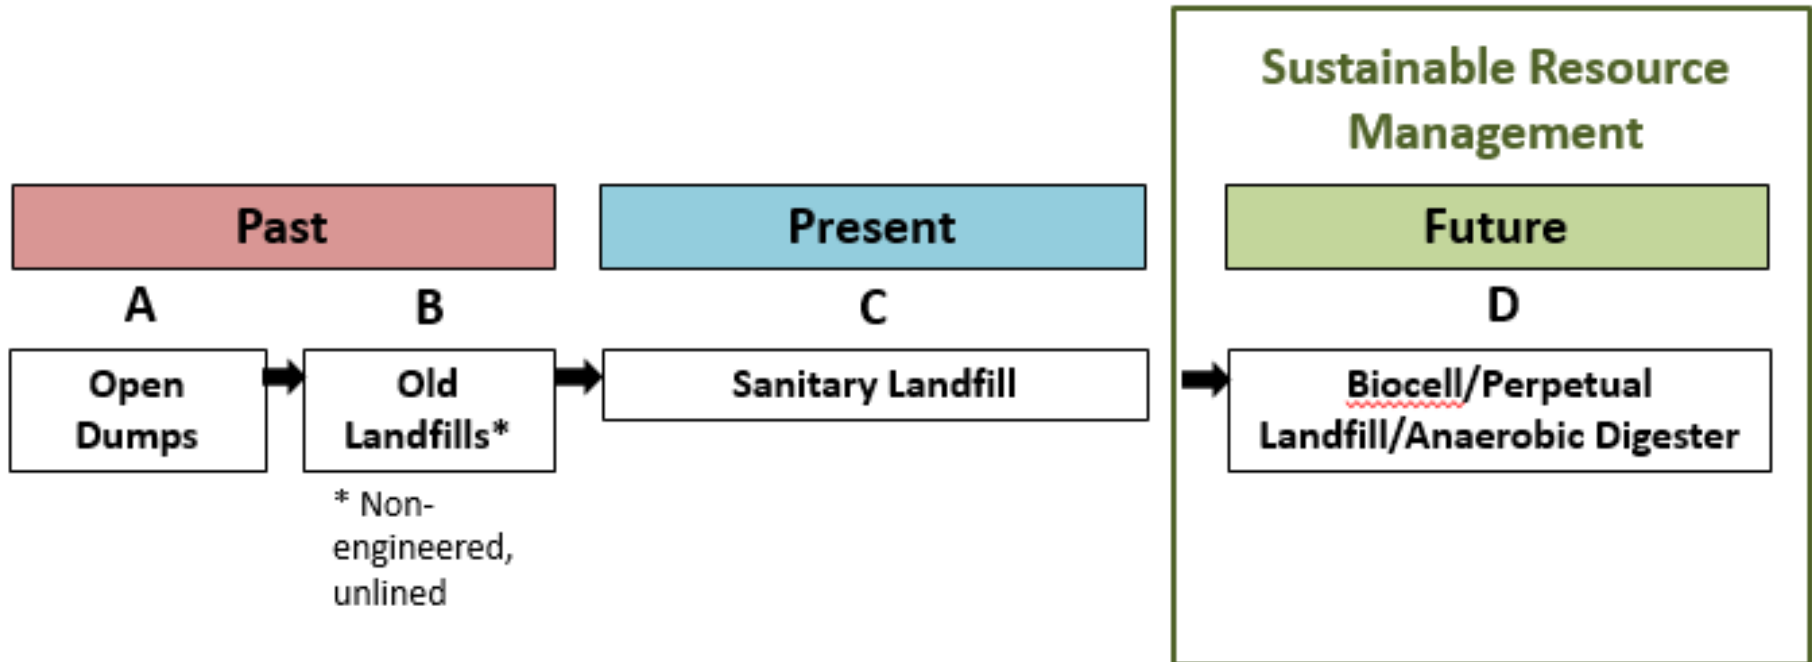 Sustainable Resource
Management
Past
Present
Future
A
B
C
D
Open
Dumps
Old
Landfills*
Sanitary Landfill
Biocell/Perpetual
Landfill/Anaerobic Digester
* Non-
engineered,
unlined